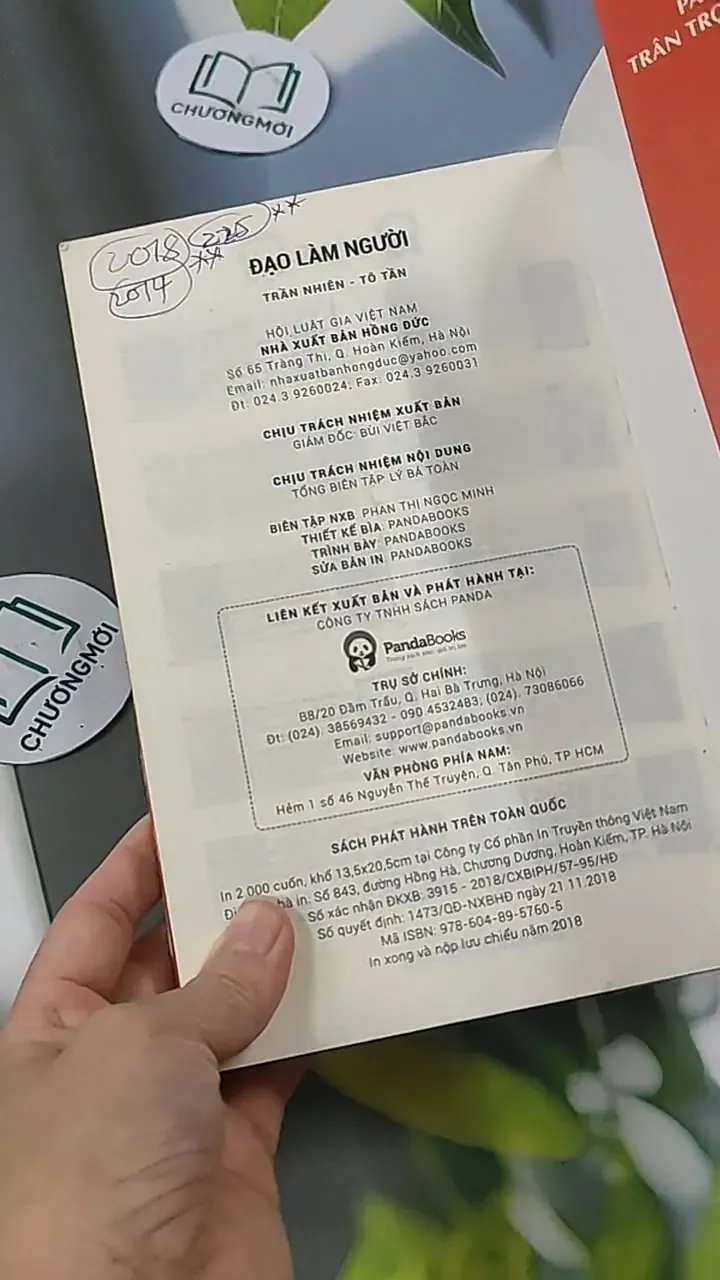 CHƯƠNG MỚI
TRÂN TRỌ
2018 225 **
2017 **
ĐẠO LÀM NGƯỜI
TRẦN NHIÊN - TÔ TẦN
HỘI LUẬT GIA VIỆT NAM
NHÀ XUẤT BẢN HỒNG ĐỨC
Số 65 Tràng Thi, Q. Hoàn Kiếm, Hà Nội
Email: nhaxuatbanhongduc@yahoo.com
Đt: 024.3 9260024; Fax: 024.3 9260031
CHỊU TRÁCH NHIỆM XUẤT BẢN
GIÁM ĐỐC: BÙI VIỆT BẮC
CHỊU TRÁCH NHIỆM NỘI DUNG
TỔNG BIÊN TẬP LÝ BÁ TOÀN
BIÊN TẬP NXB: PHAN THỊ NGỌC MINH
THIẾT KẾ BÌA: PANDABOOKS
TRÌNH BÀY: PANDABOOKS
SỬA BẢN IN: PANDABOOKS
LIÊN KẾT XUẤT BẢN VÀ PHÁT HÀNH TẠI:
CÔNG TY TNHH SÁCH PANDA
PandaBooks
TRỤ SỞ CHÍNH:
B8/20 Đầm Trấu, Q. Hai Bà Trưng, Hà Nội
Đt: (024). 38569432 - 090 4532483; (024). 73086066
Email: support@pandabooks.vn
Website: www.pandabooks.vn
VĂN PHÒNG PHÍA NAM:
Hẻm 1 số 46 Nguyễn Thế Truyện, Q. Tân Phú, TP HCM
CHƯƠNG MỚI
SÁCH PHÁT HÀNH TRÊN TOÀN QUỐC
In 2.000 cuốn, khổ 13,5x20,5cm tại Công ty Cổ phần In Truyền thông Việt Nam
hà in: Số 843, đường Hồng Hà, Chương Dương, Hoàn Kiếm, TP. Hà Nội
Số xác nhận ĐKXB: 3915 - 2018/CXBIPH/57-95/HĐ
Số quyết định: 1473/QĐ-NXBHĐ ngày 21.11.2018
Mã ISBN: 978-604-89-5760-5
In xong và nộp lưu chiểu năm 2018